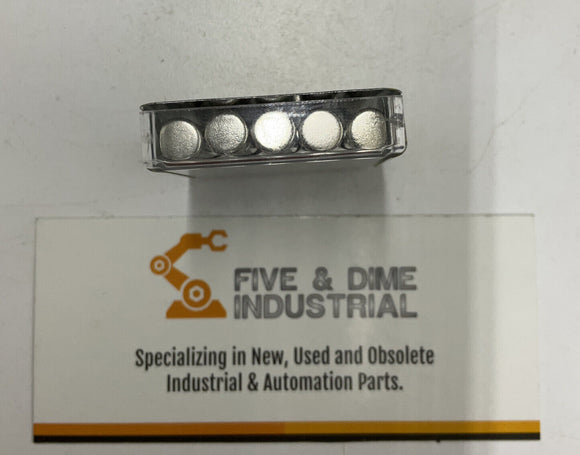 FIVE & DIME
INDUSTRIAL
Specializing in New, Used and Obsolete
Industrial & Automation Parts.